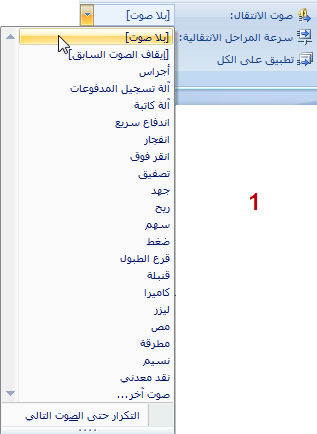 صوت الانتقال: [بلا صوت]
سرعة المراحل الانتقالية:
تطبيق على الكل
[بلا صوت]
[إيقاف الصوت السابق]
أجراس
آلة تسجيل المدفوعات
آلة كاتبة
اندفاع سريع
انفجار
انقر فوق
تصفيق
جهد
ريح
سهم
ضغط
قرع الطبول
قنبلة
كاميرا
ليزر
مص
مطرقة
نسيم
نقد معدني
صوت آخر...
التكرار حتى الصوت التالي
1